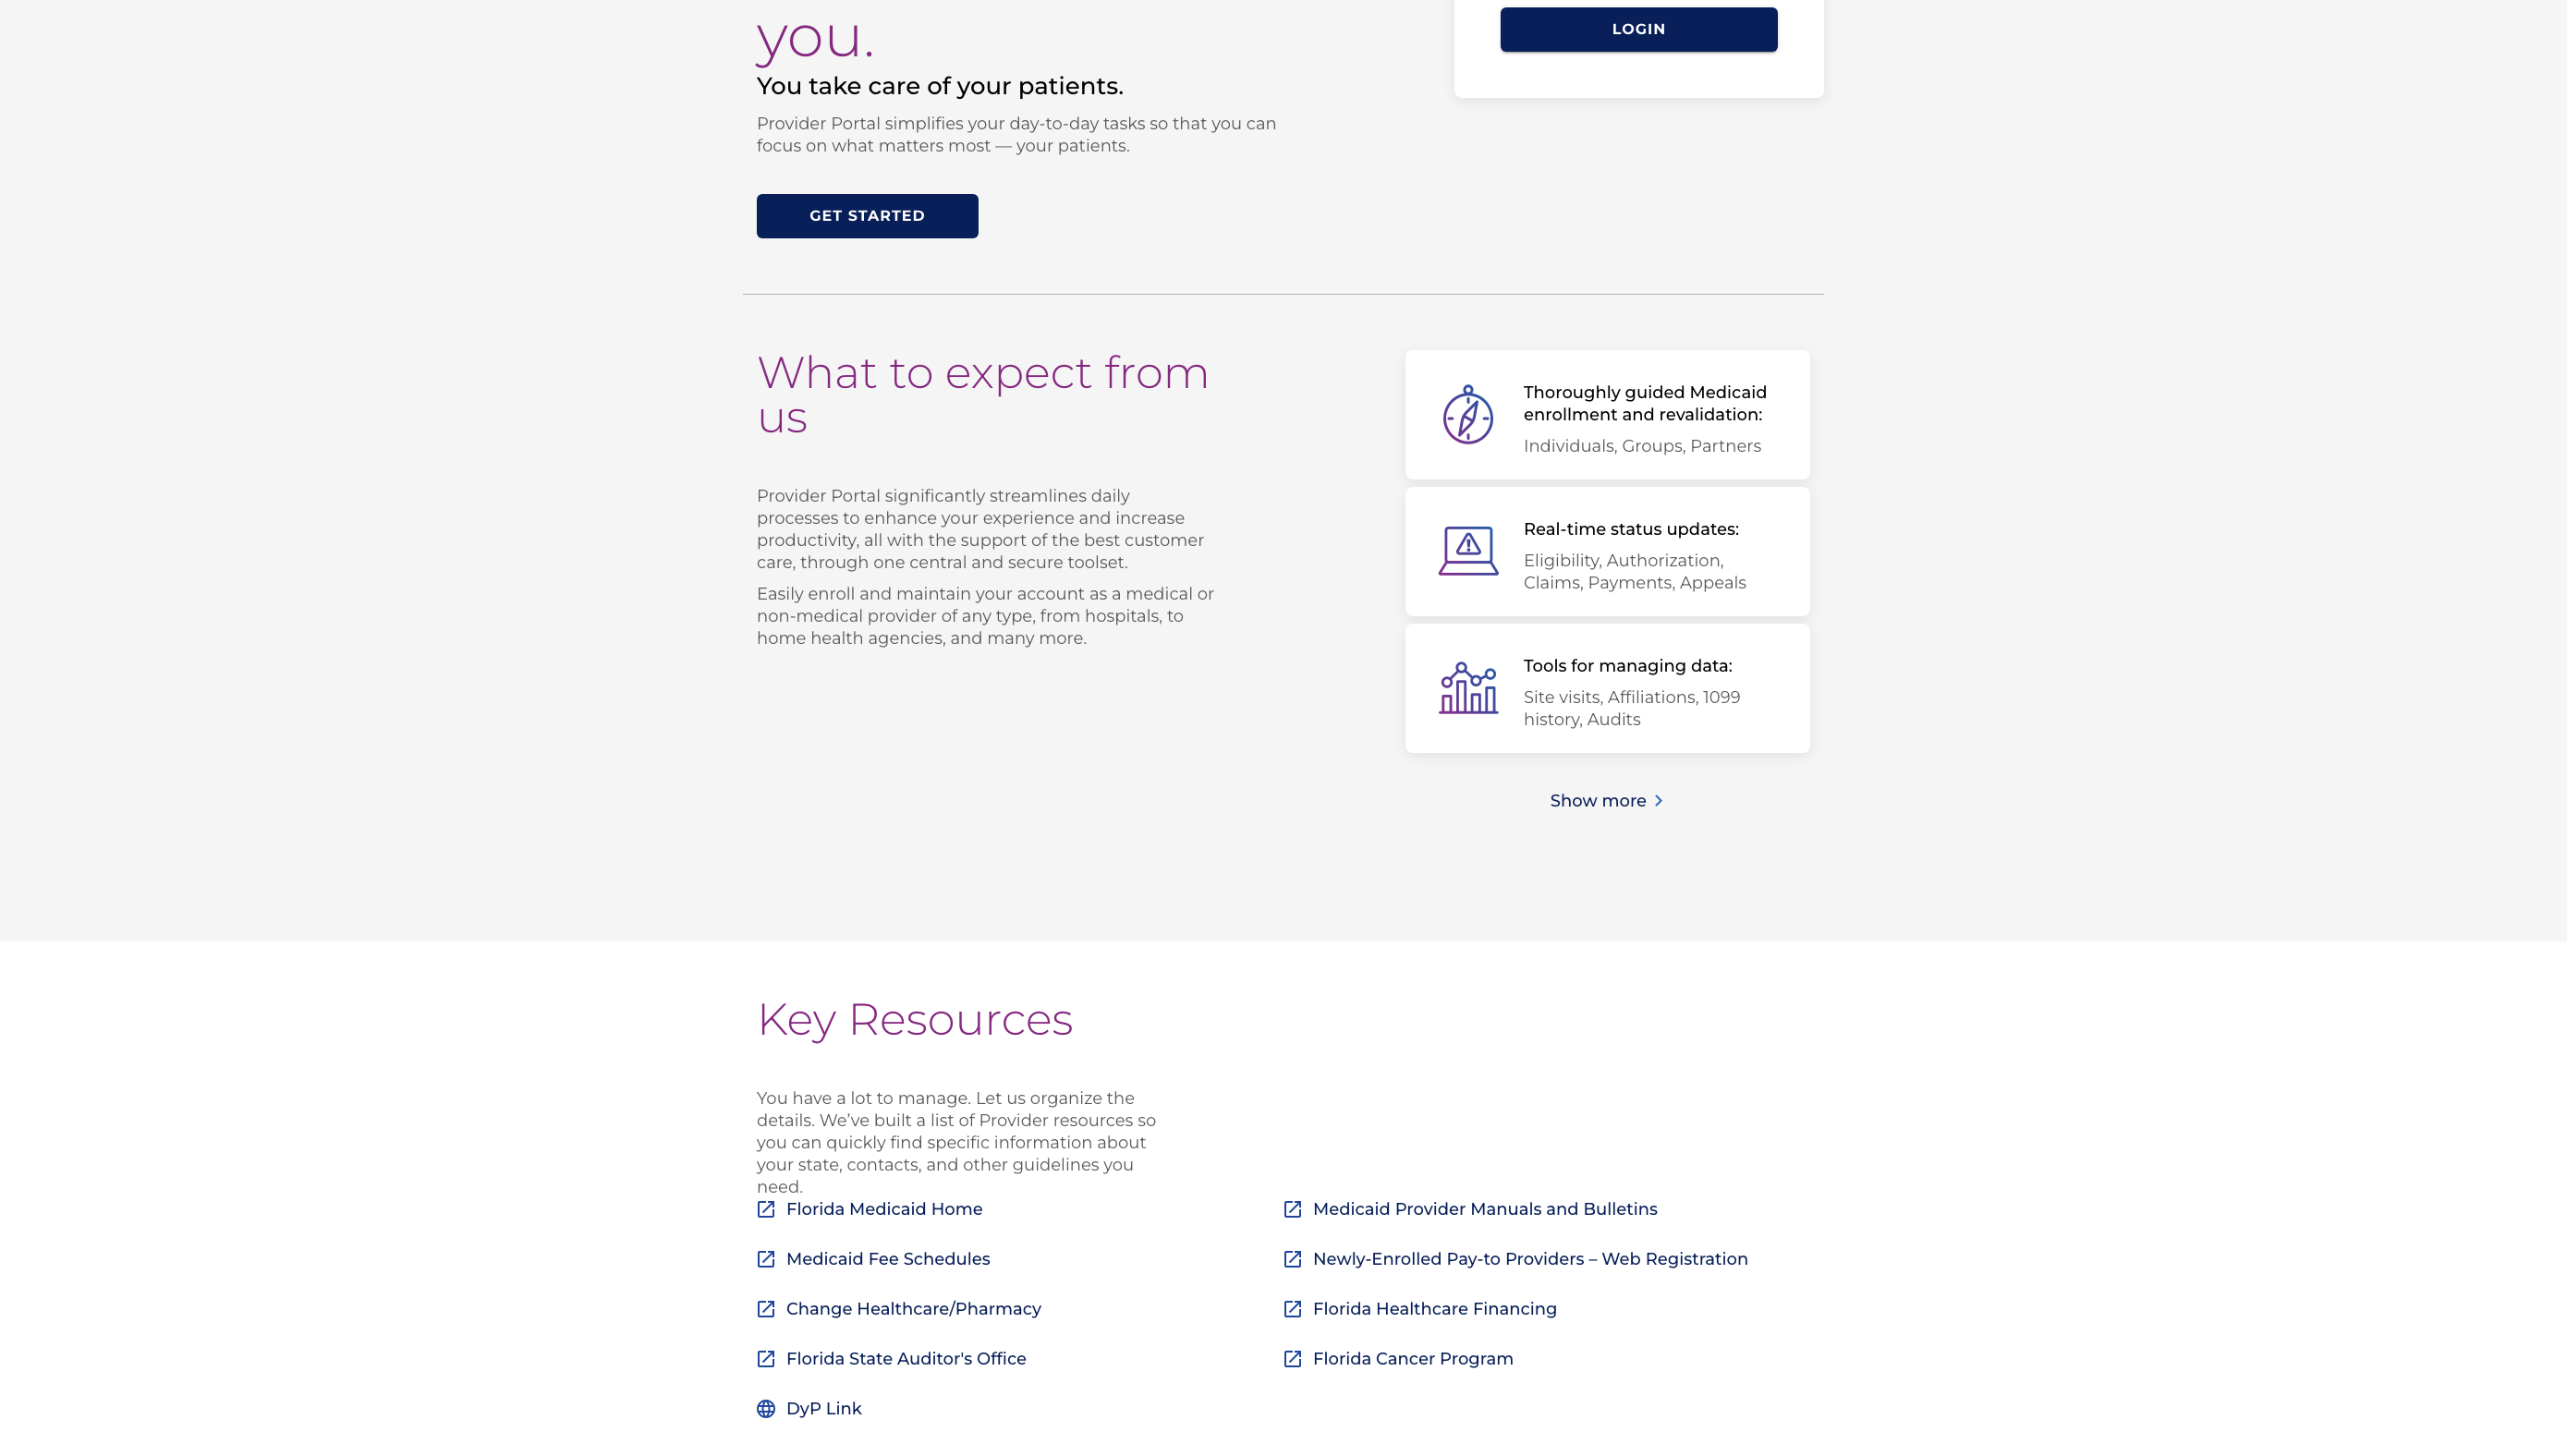 you.
You take care of your patients.
Provider Portal simplifies your day-to-day tasks so that you can
focus on what matters most — your patients.
GET STARTED
LOGIN
What to expect from
us
Provider Portal significantly streamlines daily
processes to enhance your experience and increase
productivity, all with the support of the best customer
care, through one central and secure toolset.
Easily enroll and maintain your account as a medical or
non-medical provider of any type, from hospitals, to
home health agencies, and many more.
Thoroughly guided Medicaid
enrollment and revalidation:
Individuals, Groups, Partners
Real-time status updates:
Eligibility, Authorization,
Claims, Payments, Appeals
Tools for managing data:
Site visits, Affiliations, 1099
history, Audits
Show more
Key Resources
You have a lot to manage. Let us organize the
details. We’ve built a list of Provider resources so
you can quickly find specific information about
your state, contacts, and other guidelines you
need.
Florida Medicaid Home
Medicaid Provider Manuals and Bulletins
Medicaid Fee Schedules
Newly-Enrolled Pay-to Providers – Web Registration
Change Healthcare/Pharmacy
Florida Healthcare Financing
Florida State Auditor's Office
Florida Cancer Program
DyP Link